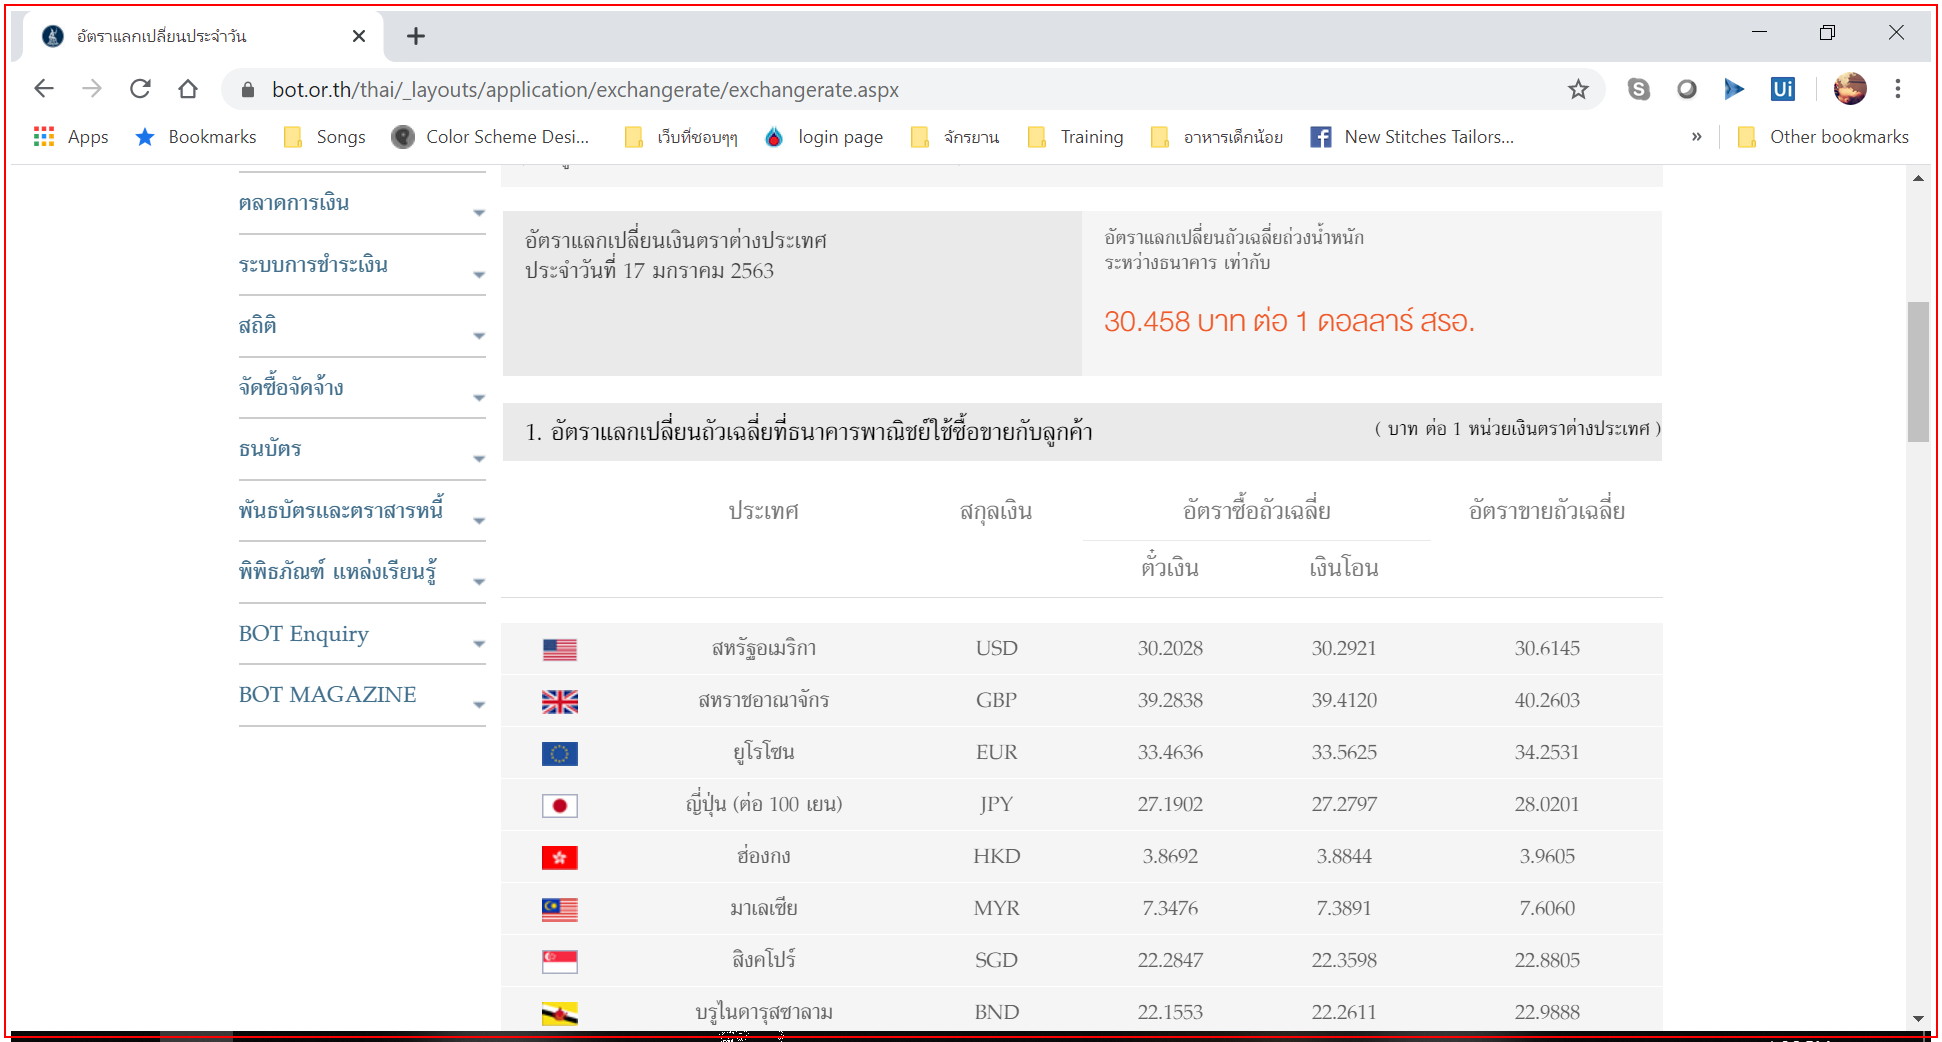 อัตราแลกเปลี่ยนประจำวัน
bot.or.th/thai/_layouts/application/exchangerate/exchangerate.aspx
S
Ui
Apps
Bookmarks
Songs
Color Scheme Desi...
เว็บที่ชอบๆๆ
login page
จักรยาน
Training
อาหารเด็กน้อย
New Stitches Tailors...
»
Other bookmarks
ตลาดการเงิน
ระบบการชำระเงิน
สถิติ
จัดซื้อจัดจ้าง
ธนบัตร
พันธบัตรและตราสารหนี้
พิพิธภัณฑ์ แหล่งเรียนรู้
BOT Enquiry
BOT MAGAZINE
อัตราแลกเปลี่ยนเงินตราต่างประเทศ
ประจำวันที่ 17 มกราคม 2563
อัตราแลกเปลี่ยนถัวเฉลี่ยถ่วงน้ำหนัก
ระหว่างธนาคาร เท่ากับ
30.458 บาท ต่อ 1 ดอลลาร์ สรอ.
1. อัตราแลกเปลี่ยนถัวเฉลี่ยที่ธนาคารพาณิชย์ใช้ซื้อขายกับลูกค้า ( บาท ต่อ 1 หน่วยเงินตราต่างประเทศ )
ประเทศ สกุลเงิน อัตราซื้อถัวเฉลี่ย อัตราขายถัวเฉลี่ย
ตั๋วเงิน เงินโอน
สหรัฐอเมริกา USD 30.2028 30.2921 30.6145
สหราชอาณาจักร GBP 39.2838 39.4120 40.2603
ยูโรโซน EUR 33.4636 33.5625 34.2531
ญี่ปุ่น (ต่อ 100 เยน) JPY 27.1902 27.2797 28.0201
ฮ่องกง HKD 3.8692 3.8844 3.9605
มาเลเซีย MYR 7.3476 7.3891 7.6060
สิงคโปร์ SGD 22.2847 22.3598 22.8805
บรูไนดารุสซาลาม BND 22.1553 22.2611 22.9888